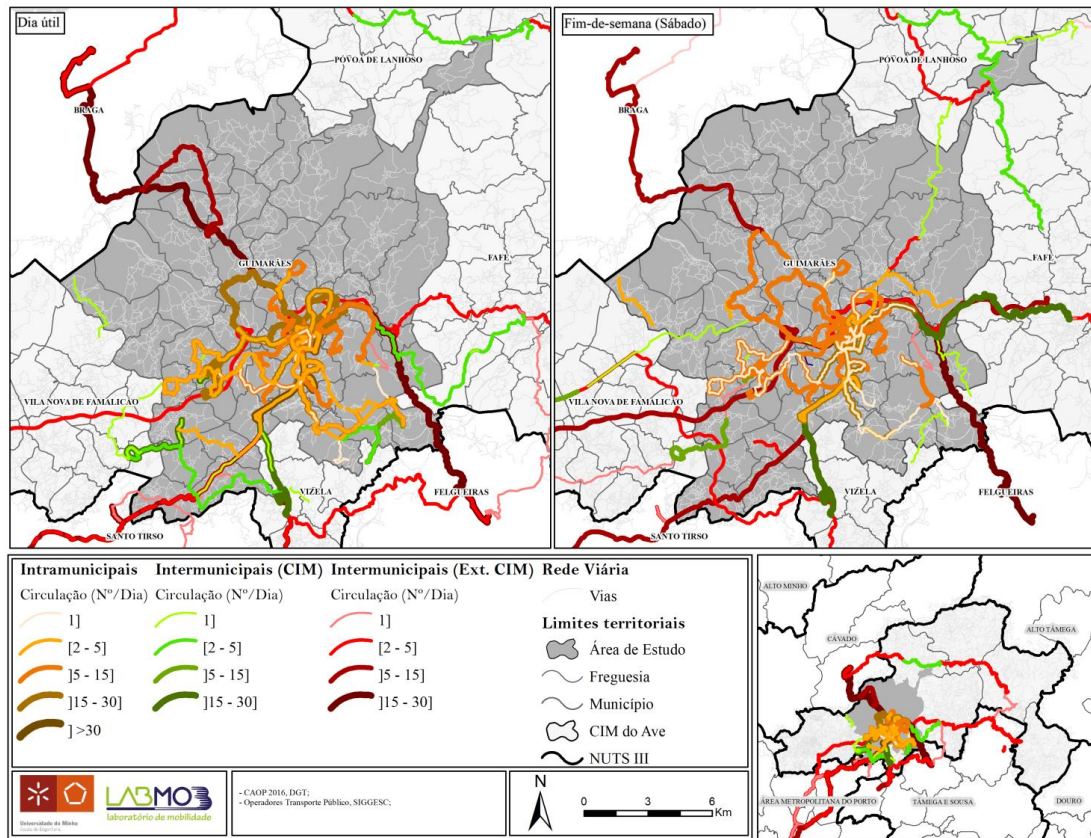 Dia útil
PÓVOA DE LANHOSO
BRAGA
GUIMARÃES
FAFE
VILA NOVA DE FAMALICÃO
VIZELA
FELGUEIRAS
SANTO TIRSO
Fim-de-semana (Sábado)
PÓVOA DE LANHOSO
BRAGA
GUIMARÃES
FAFE
VILA NOVA DE FAMALICÃO
VIZELA
FELGUEIRAS
SANTO TIRSO
Intramunicipais
Circulação (Nº/Dia)
1]
[2 - 5]
]5 - 15]
]15 - 30]
] >30
Intermunicipais (CIM)
Circulação (Nº/Dia)
1]
[2 - 5]
]5 - 15]
]15 - 30]
Intermunicipais (Ext. CIM)
Circulação (Nº/Dia)
1]
[2 - 5]
]5 - 15]
]15 - 30]
Rede Viária
Vias
Limites territoriais
Área de Estudo
Freguesia
Município
CIM do Ave
NUTS III
ALTO MINHO
CÁVADO
ALTO TÂMEGA
ÁREA METROPOLITANA DO PORTO
TÂMEGA E SOUSA
DOURO
Universidade do Minho
Escola de Engenharia
LABMOB
laboratório de mobilidade
- CAOP 2016, DGT;
- Operadores Transporte Público, SIGGESC;
N
0 3 6
Km